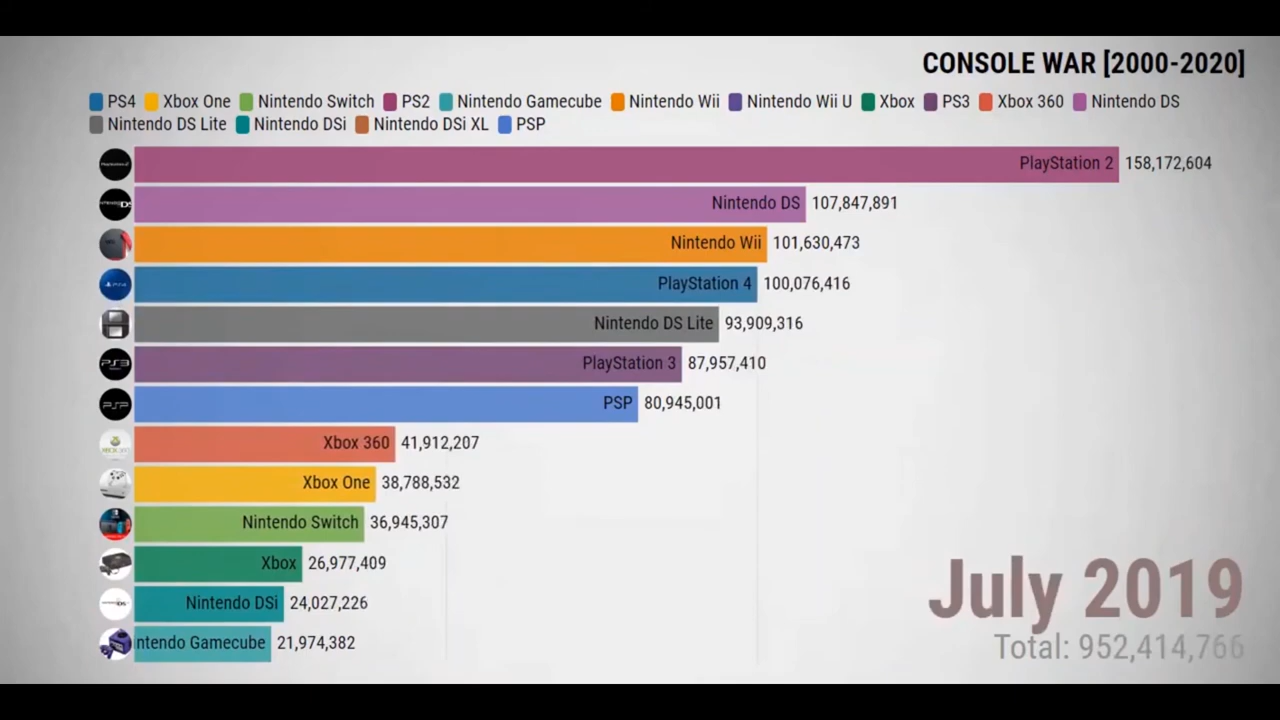 CONSOLE WAR [2000-2020]
PS4 Xbox One Nintendo Switch PS2 Nintendo Gamecube Nintendo Wii Nintendo Wii U Xbox PS3 Xbox 360 Nintendo DS
Nintendo DS Lite Nintendo DSi Nintendo DSi XL PSP
PlayStation 2 158,172,604
Nintendo DS 107,847,891
Nintendo Wii 101,630,473
PS4 PlayStation 4 100,076,416
Nintendo DS Lite 93,909,316
PS3 PlayStation 3 87,957,410
PSP PSP 80,945,001
Xbox 360 41,912,207
Xbox One 38,788,532
Nintendo Switch 36,945,307
Xbox 26,977,409
Nintendo DSi 24,027,226
ntendo Gamecube 21,974,382
July 2019
Total: 952,414,766